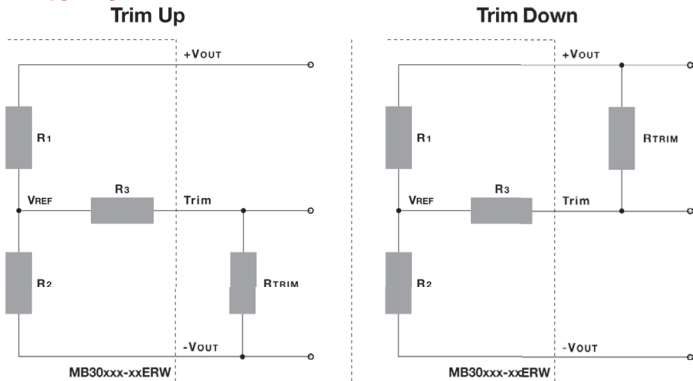 Trim Up
Trim Down
+VOUT
+VOUT
R1
R1
RTRIM
R3
R3
VREF
Trim
VREF
Trim
R2
RTRIM
R2
-VOUT
-VOUT
MB30xxx-xxERW
MB30xxx-xxERW